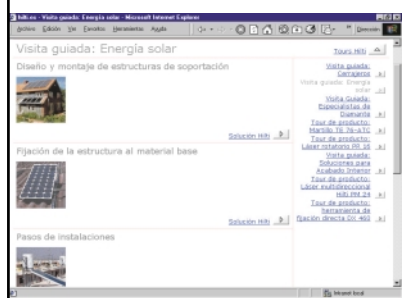 hilti.es - Visita guiada: Energía solar - Microsoft Internet Explorer
Archivo Edición Ver Favoritos Herramientas Ayuda
Dirección
Visita guiada: Energía solar
Tours Hilti
Diseño y montaje de estructuras de soportación
Solución Hilti
Fijación de la estructura al material base
Solución Hilti
Pasos de instalaciones
Visita guiada:
Cerrajeros
Visita guiada: Energía
solar
Visita Guiada:
Especialistas de
Diamante
Tour de producto:
Martillo TE 76-ATC
Tour de producto:
Láser rotatorio PR 16
Visita guiada:
Soluciones para
Acabado Interior
Tour de producto:
Láser multidireccional
Hilti PM 24
Tour de producto:
herramienta de
fijación directa DX 460
Intranet local